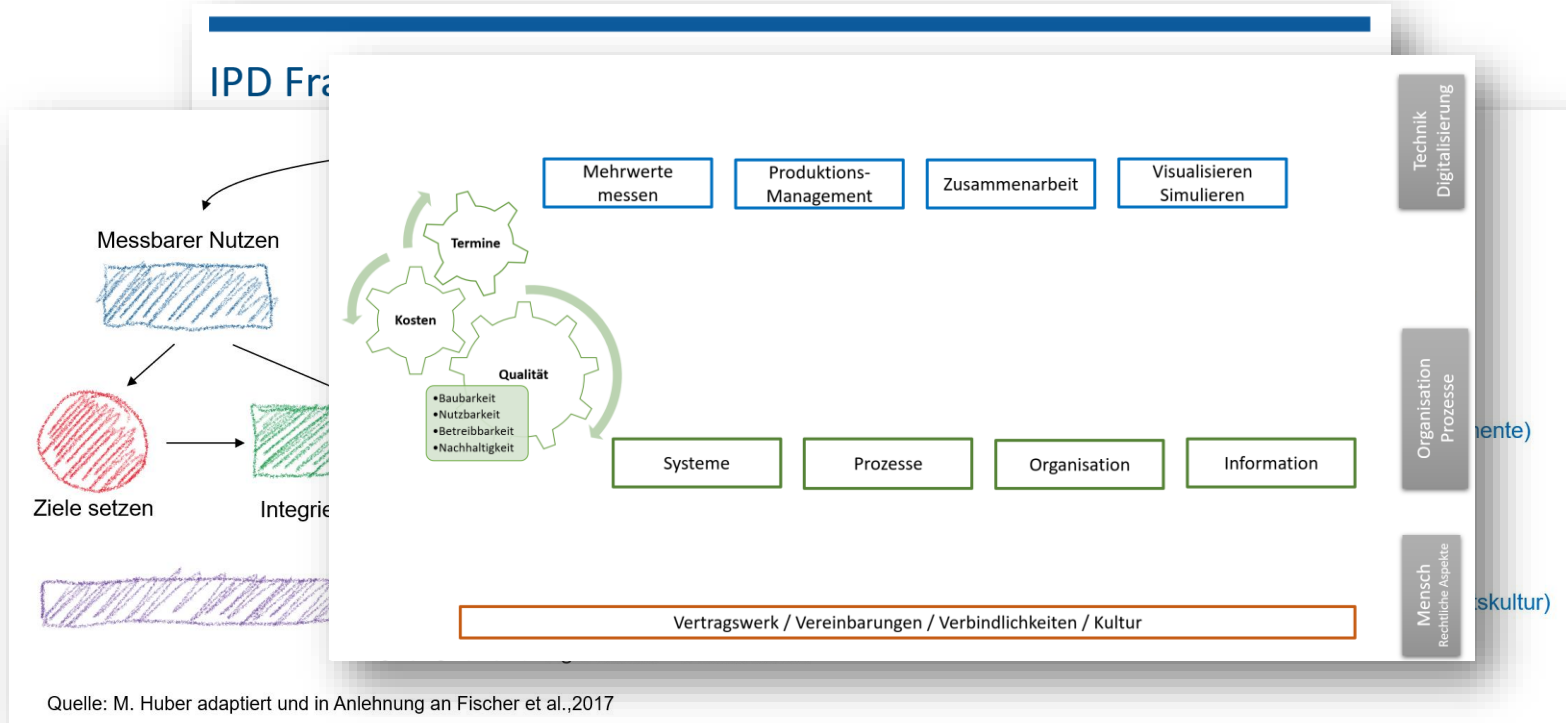 IPD Fra
Technik
Digitalisierung
Mehrwerte
messen
Produktions-
Management
Zusammenarbeit
Visualisieren
Simulieren
Messbarer Nutzen
Termine
Kosten
Qualität
•Baubarkeit
•Nutzbarkeit
•Betreibbarkeit
•Nachhaltigkeit
Organisation
Prozesse
nente)
Systeme
Prozesse
Organisation
Information
Ziele setzen
Integrie
Mensch
Rechtliche Aspekte
tskultur)
Vertragswerk / Vereinbarungen / Verbindlichkeiten / Kultur
Quelle: M. Huber adaptiert und in Anlehnung an Fischer et al.,2017